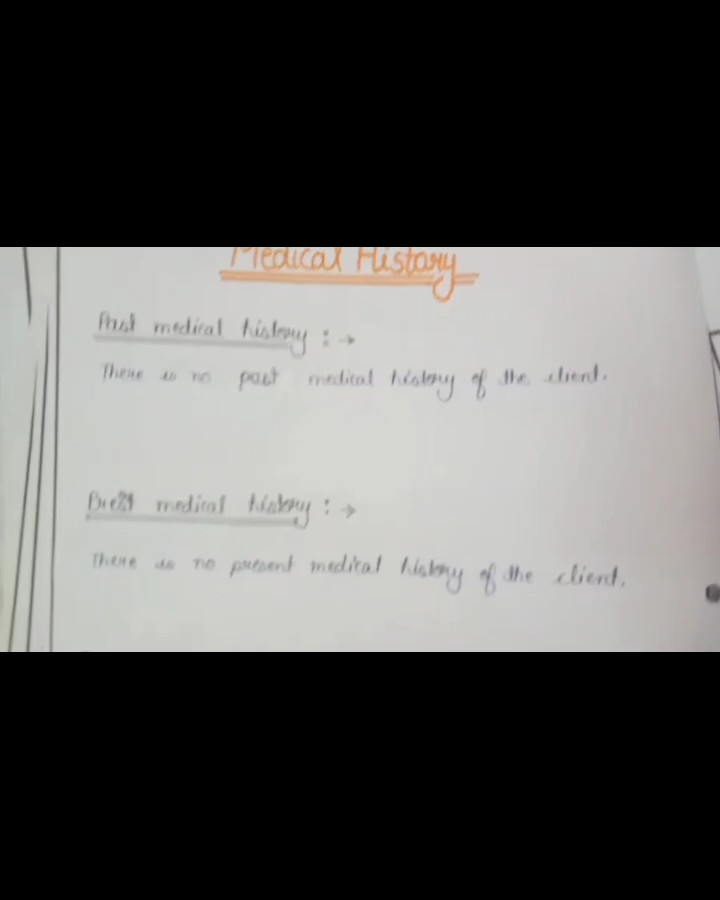 Medical History
Past medical history : →
There is no past medical history of the client.
medical history : →
There is no present medical history of the client.